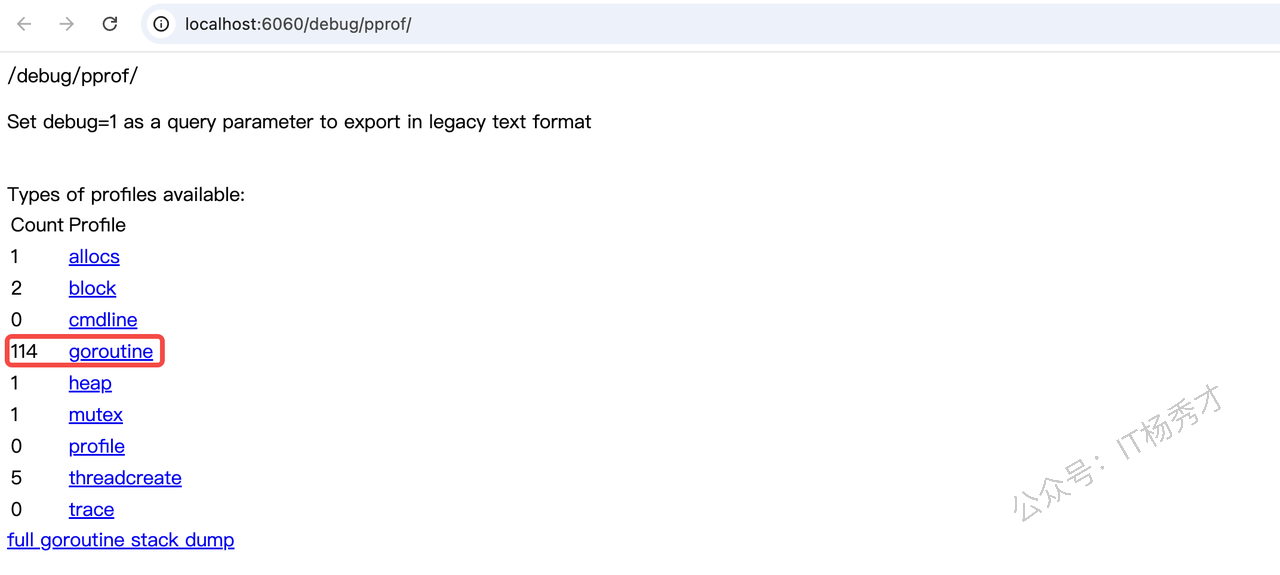 localhost:6060/debug/pprof/
/debug/pprof/
Set debug=1 as a query parameter to export in legacy text format
Types of profiles available:
Count Profile
1 allocs
2 block
0 cmdline
114 goroutine
1 heap
1 mutex
0 profile
5 threadcreate
0 trace
full goroutine stack dump
公众号：IT杨秀才